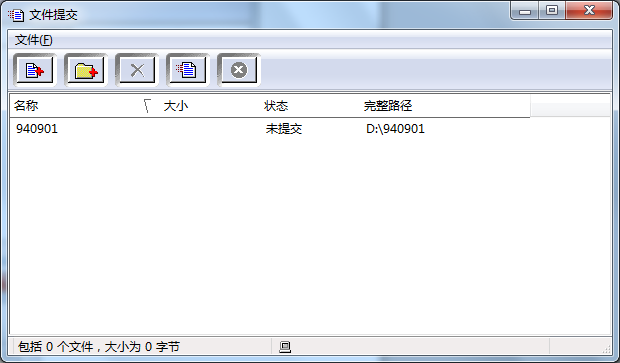 文件提交
文件(F)
名称 大小 状态 完整路径
940901 未提交 D:\940901
包括 0 个文件，大小为 0 字节